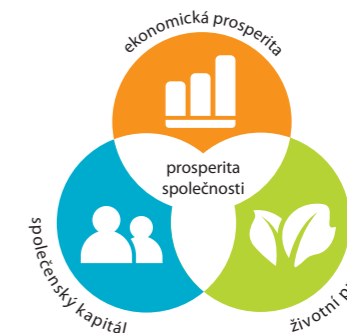 ekonomická prosperita
prosperita
společnosti
společenský kapitál
životní